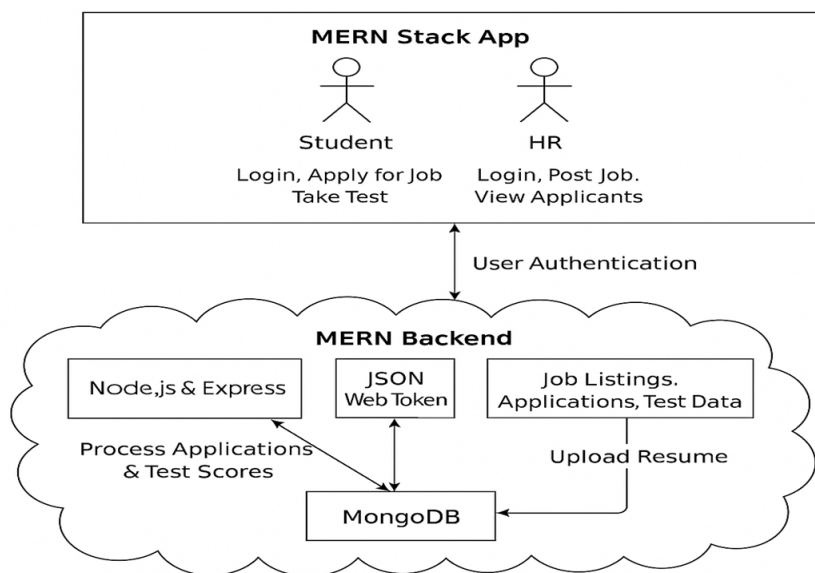 MERN Stack App
Student
HR
Login, Apply for Job
Take Test
Login, Post Job.
View Applicants
User Authentication
MERN Backend
Node,js & Express
JSON
Web Token
Job Listings.
Applications, Test Data
Process Applications
& Test Scores
Upload Resume
MongoDB